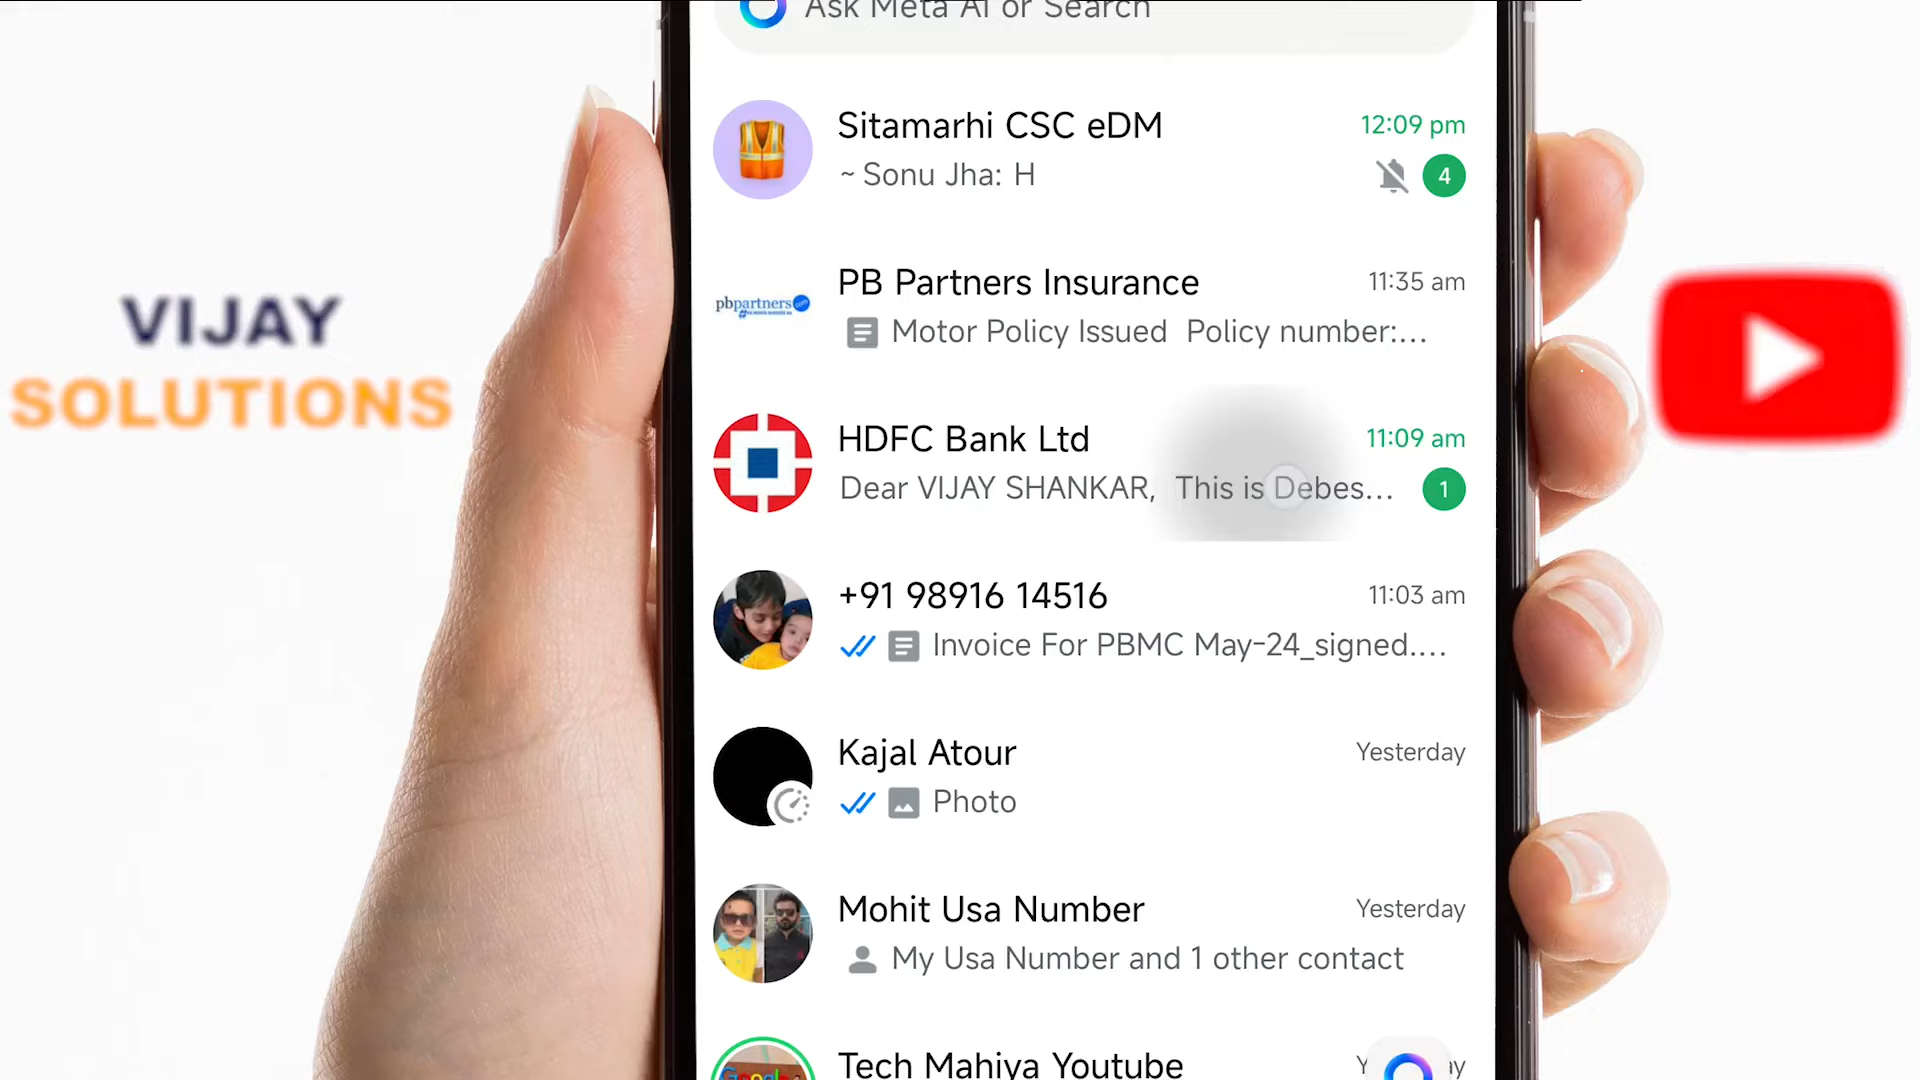 Ask Meta AI or Search
Sitamarhi CSC eDM
12:09 pm
~ Sonu Jha: H
4
PB Partners Insurance
11:35 am
pbpartners
Motor Policy Issued Policy number:...
VIJAY
SOLUTIONS
HDFC Bank Ltd
11:09 am
Dear VIJAY SHANKAR, This is Debes...
1
+91 98916 14516
11:03 am
Invoice For PBMC May-24_signed....
Kajal Atour
Yesterday
Photo
Mohit Usa Number
Yesterday
My Usa Number and 1 other contact
Tech Mahiya Youtube
Google